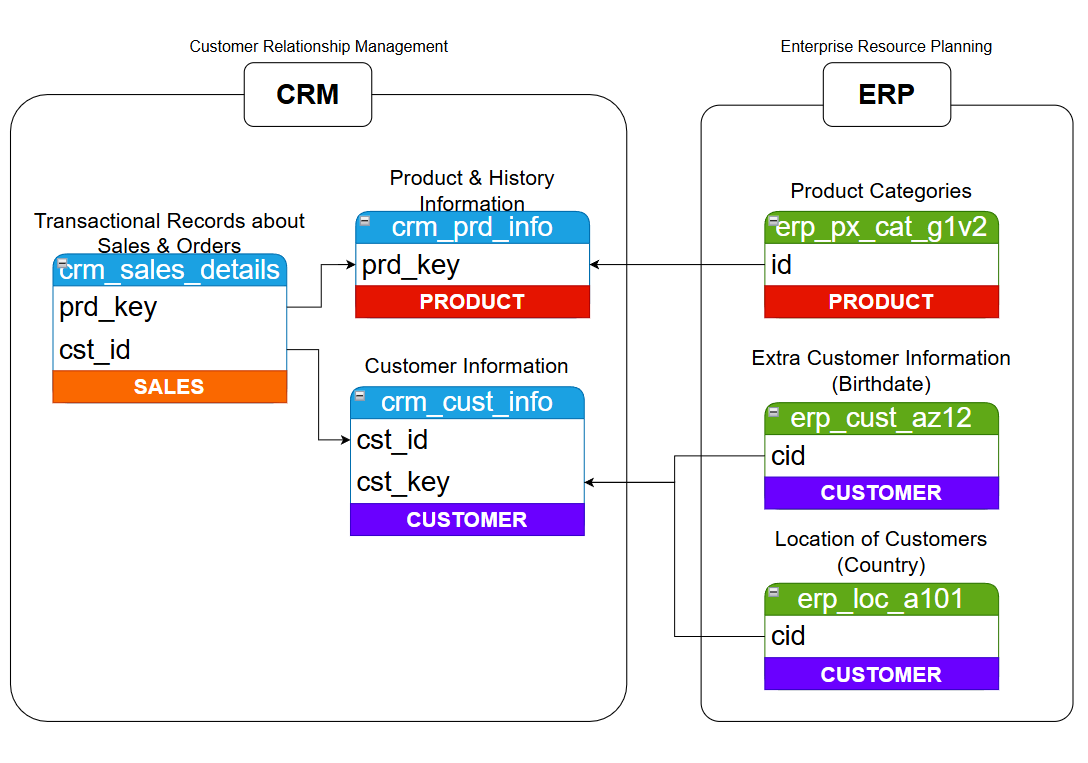 Customer Relationship Management
CRM
Transactional Records about
Sales & Orders
crm_sales_details
prd_key
cst_id
SALES
Product & History
Information
crm_prd_info
prd_key
PRODUCT
Customer Information
crm_cust_info
cst_id
cst_key
CUSTOMER
Enterprise Resource Planning
ERP
Product Categories
erp_px_cat_g1v2
id
PRODUCT
Extra Customer Information
(Birthdate)
erp_cust_az12
cid
CUSTOMER
Location of Customers
(Country)
erp_loc_a101
cid
CUSTOMER